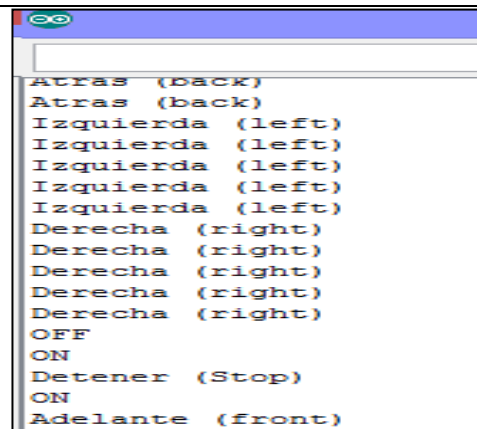 Atras (back)
Atras (back)
Izquierda (left)
Izquierda (left)
Izquierda (left)
Izquierda (left)
Izquierda (left)
Derecha (right)
Derecha (right)
Derecha (right)
Derecha (right)
Derecha (right)
OFF
ON
Detener (Stop)
ON
Adelante (front)